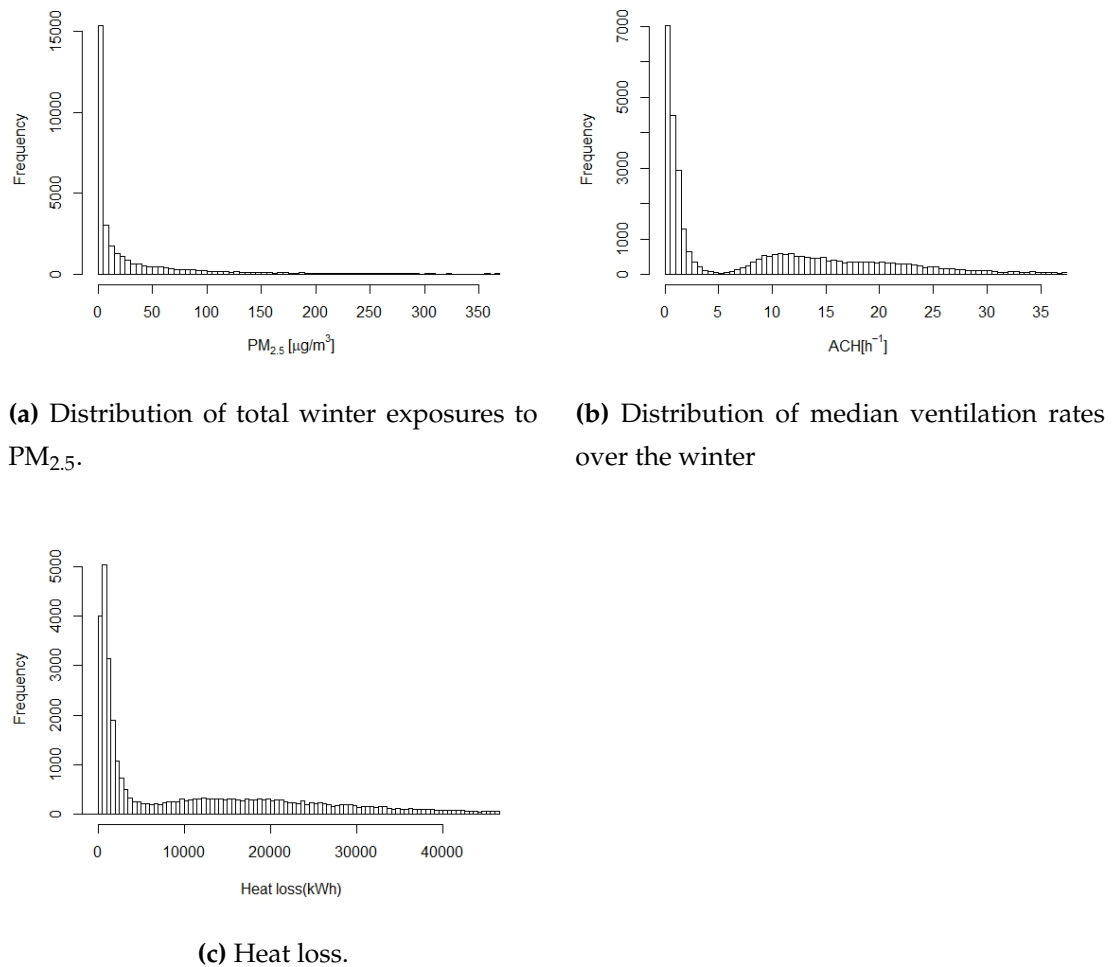 Frequency
0 5000 10000 15000
0 50 100 150 200 250 300 350
PM2.5 [μg/m³]
(a) Distribution of total winter exposures to
PM2.5.
Frequency
0 1000 3000 5000 7000
0 5 10 15 20 25 30 35
ACH[h⁻¹]
(b) Distribution of median ventilation rates
over the winter
Frequency
0 1000 2000 3000 4000 5000
0 10000 20000 30000 40000
Heat loss(kWh)
(c) Heat loss.